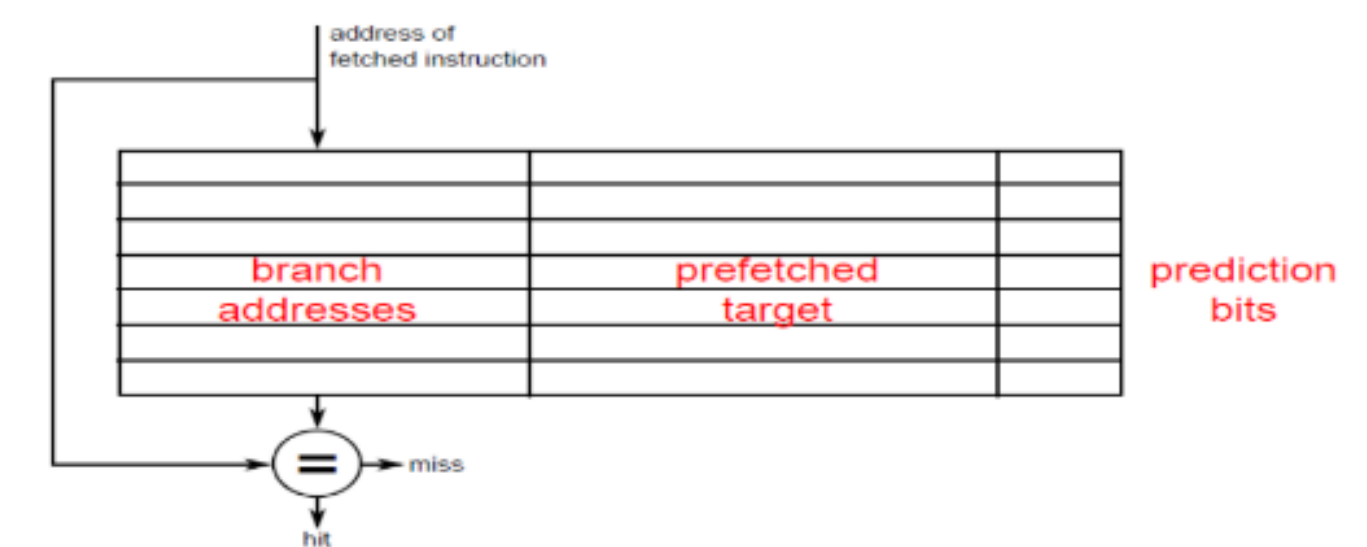 address of
fetched instruction
branch
addresses
prefetched
target
prediction
bits
=
miss
hit